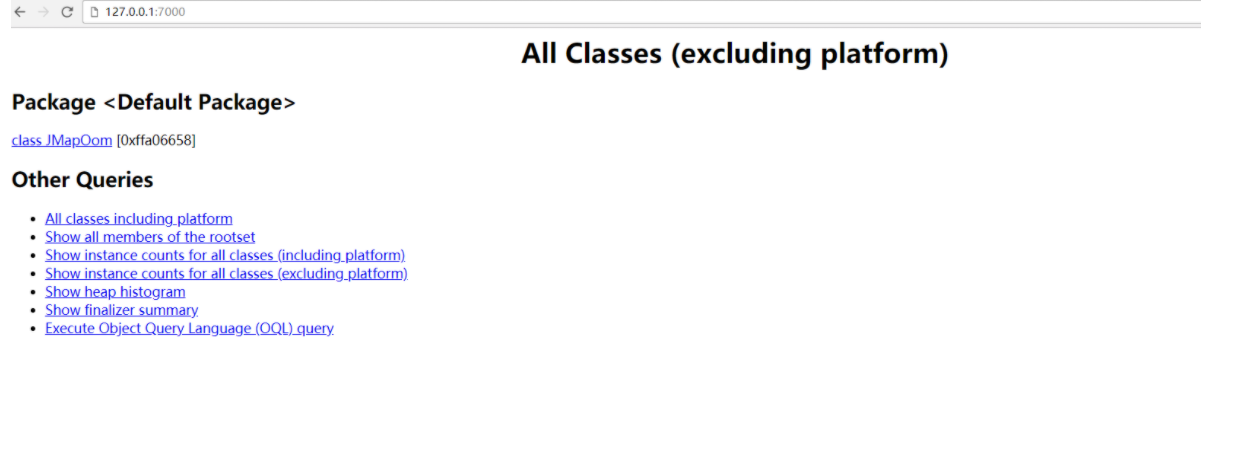 127.0.0.1:7000
All Classes (excluding platform)
Package <Default Package>
class JMapOom [0xffa06658]
Other Queries
• All classes including platform
• Show all members of the rootset
• Show instance counts for all classes (including platform)
• Show instance counts for all classes (excluding platform)
• Show heap histogram
• Show finalizer summary
• Execute Object Query Language (OQL) query